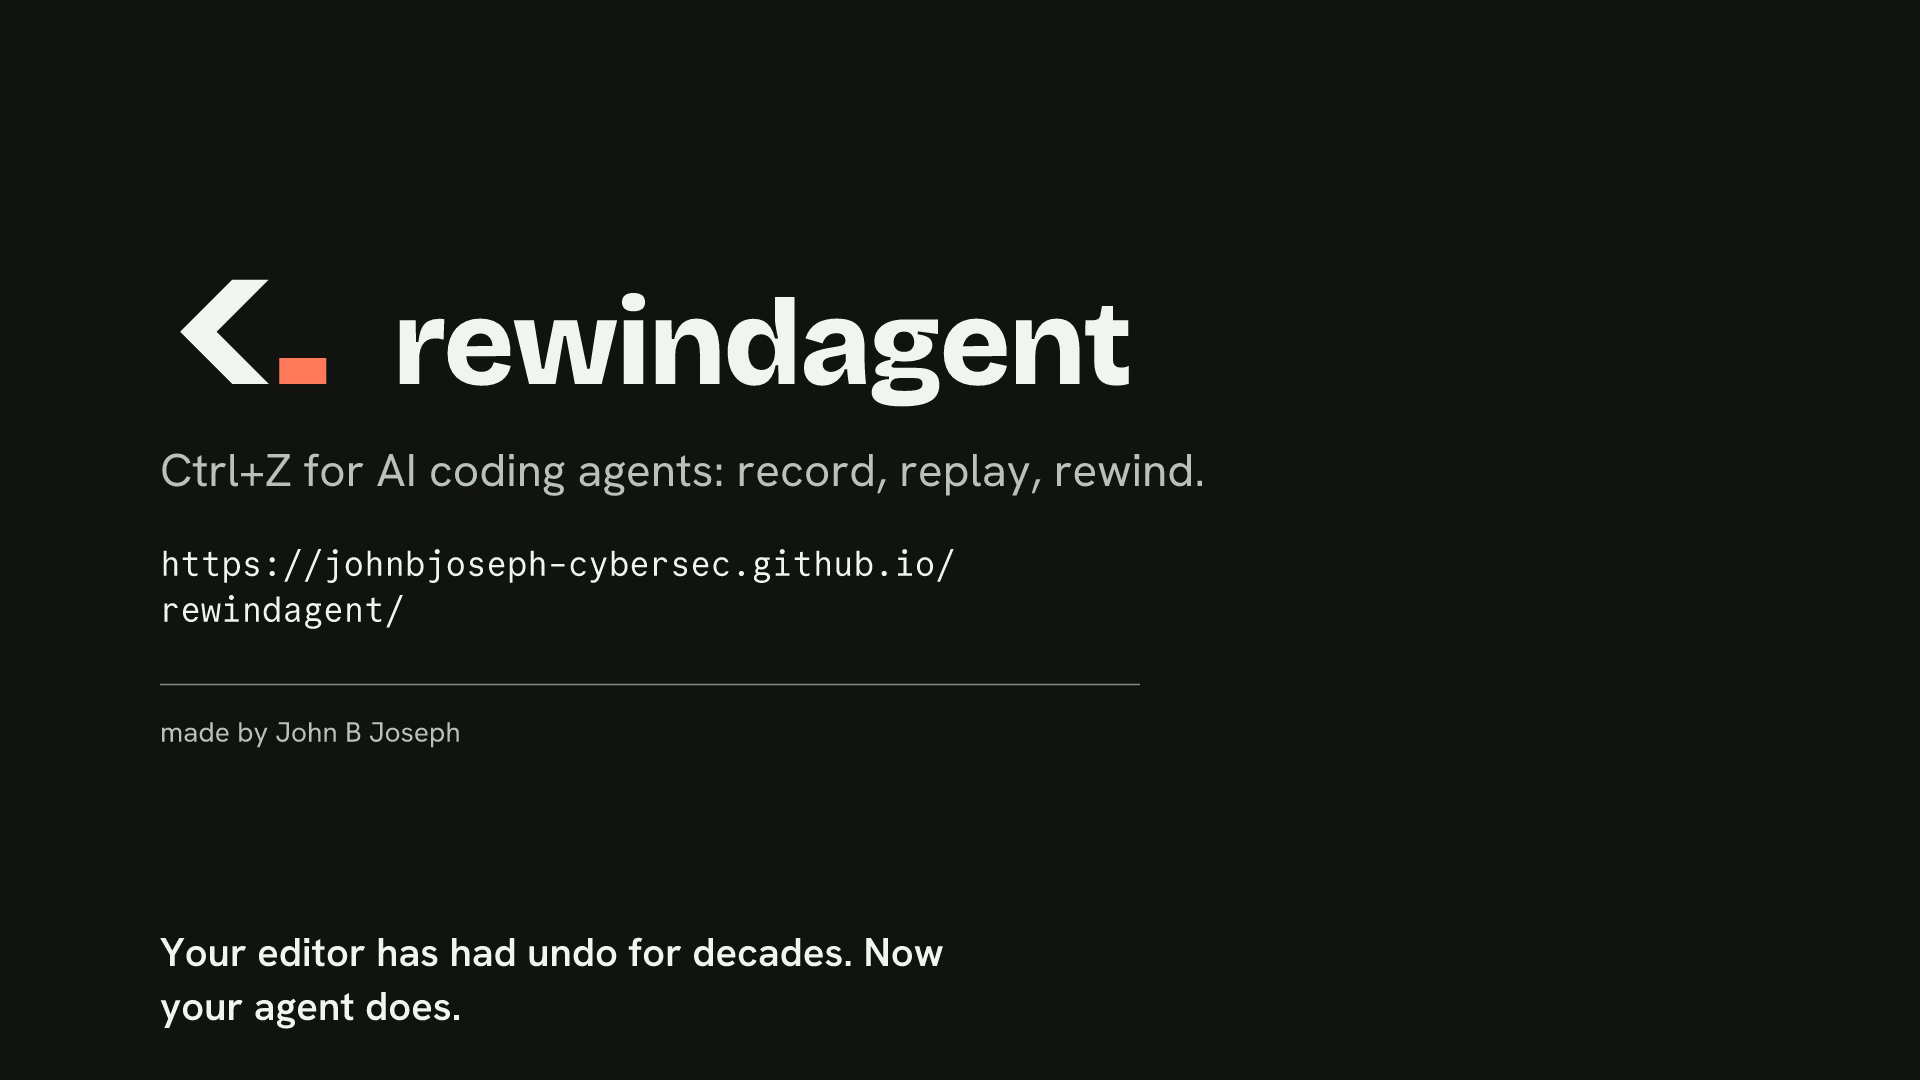 rewindagent
Ctrl+Z for AI coding agents: record, replay, rewind.
https://johnbjoseph-cybersec.github.io/
rewindagent/
made by John B Joseph
Your editor has had undo for decades. Now
your agent does.